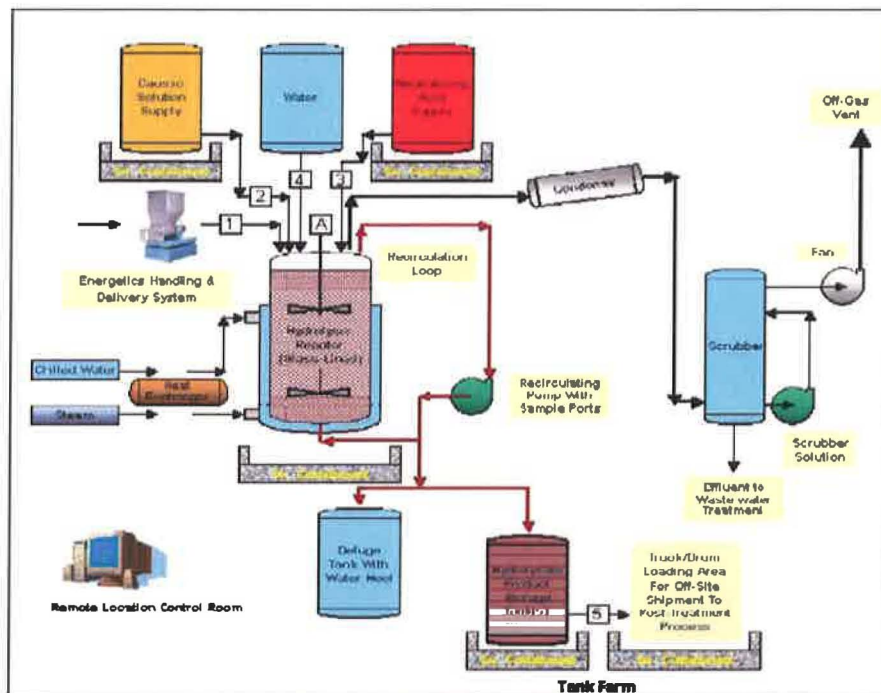 Caustic
Solution
Supply
Water
Off-Gas
Vent
4
3
2
1
A
Condenser
Energetics Handling &
Delivery System
Recirculation
Loop
Fan
Hydrolysis
Reactor
(Glass-Lined)
Scrubber
Chilled Water
Heat
Exchanger
Steam
Recirculating
Pump With
Sample Ports
Scrubber
Solution
Effluent to
Waste water
Treatment
Deluge
Tank With
Water Heel
Truck/Drum
Loading Area
For Off-Site
Shipment To
Post-Treatment
Process
5
Remote Location Control Room
Tank Farm